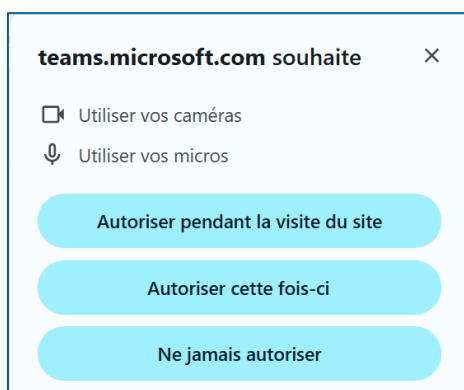 teams.microsoft.com souhaite
Utiliser vos caméras
Utiliser vos micros
Autoriser pendant la visite du site
Autoriser cette fois-ci
Ne jamais autoriser